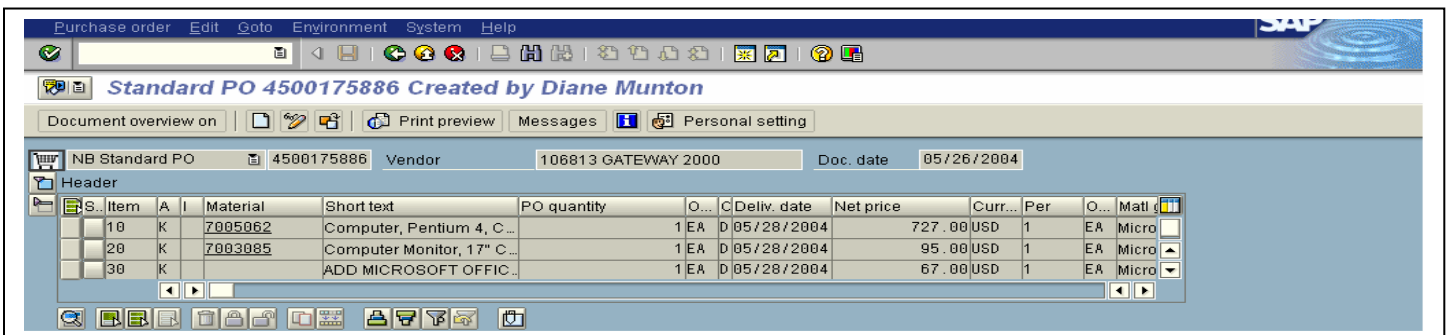 Purchase order Edit Goto Environment System Help SAP
Standard PO 4500175886 Created by Diane Munton
Document overview on Print preview Messages Personal setting
NB Standard PO 4500175886 Vendor 106813 GATEWAY 2000 Doc. date 05/26/2004
Header
S.. Item A I Material Short text PO quantity O... C Deliv. date Net price Curr... Per O... Matl g
10 K 7005062 Computer, Pentium 4, C... 1 EA D 05/28/2004 727.00 USD 1 EA Micro
20 K 7003085 Computer Monitor, 17" C... 1 EA D 05/28/2004 95.00 USD 1 EA Micro
30 K ADD MICROSOFT OFFIC... 1 EA D 05/28/2004 67.00 USD 1 EA Micro